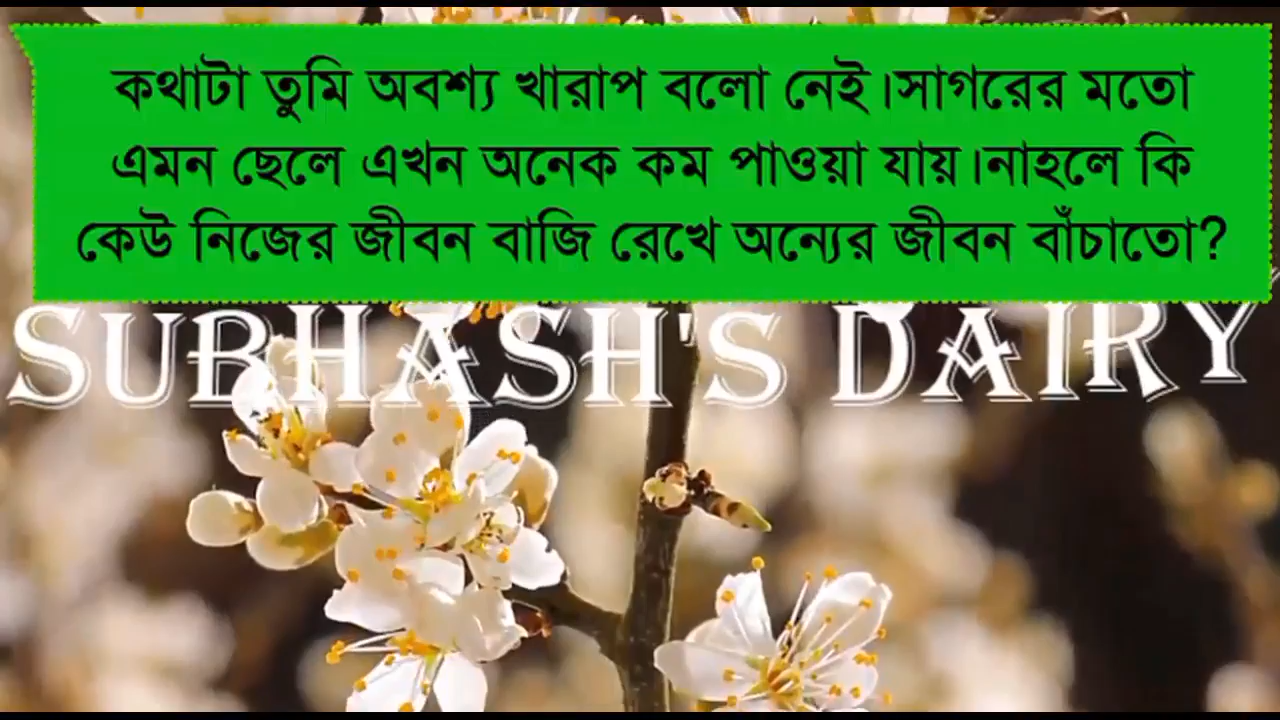 কথাটা তুমি অবশ্য খারাপ বলো নেই।সাগরের মতো
এমন ছেলে এখন অনেক কম পাওয়া যায়।নাহলে কি
কেউ নিজের জীবন বাজি রেখে অন্যের জীবন বাঁচাতো?
SUBHASH'S DAIRY